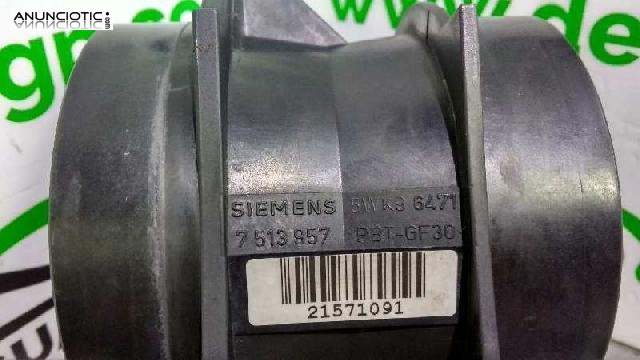 ANUNCIOTIC
SIEMENS 5WK9 6471
7 513 957 PBT-GF30
21571091